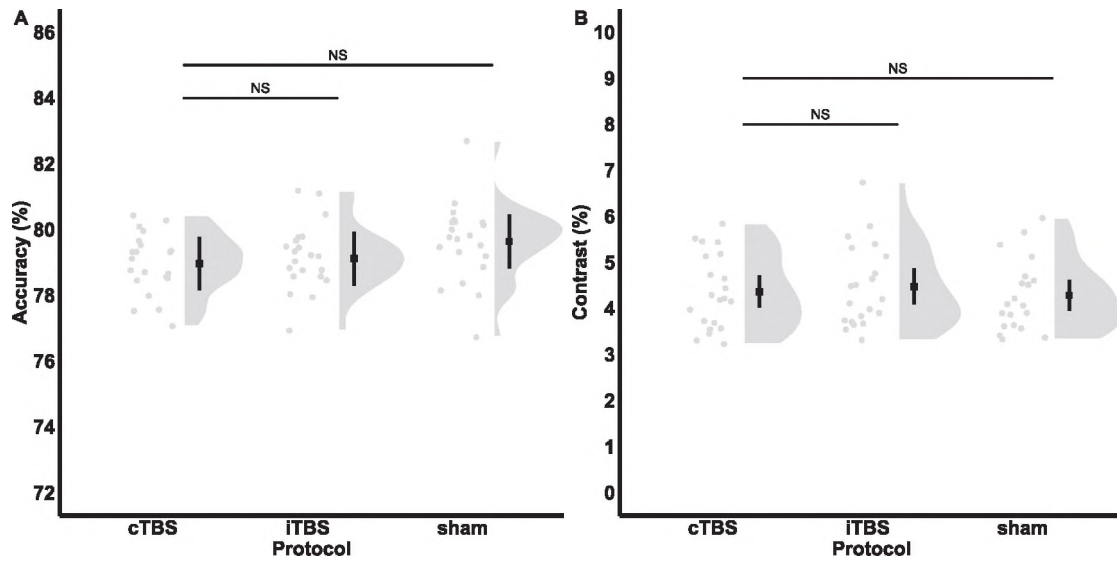 A
Accuracy (%)
86
84
82
80
78
76
74
72
NS
NS
cTBS
iTBS
sham
Protocol
B
Contrast (%)
10
9
8
7
6
5
4
3
2
1
0
NS
NS
cTBS
iTBS
sham
Protocol